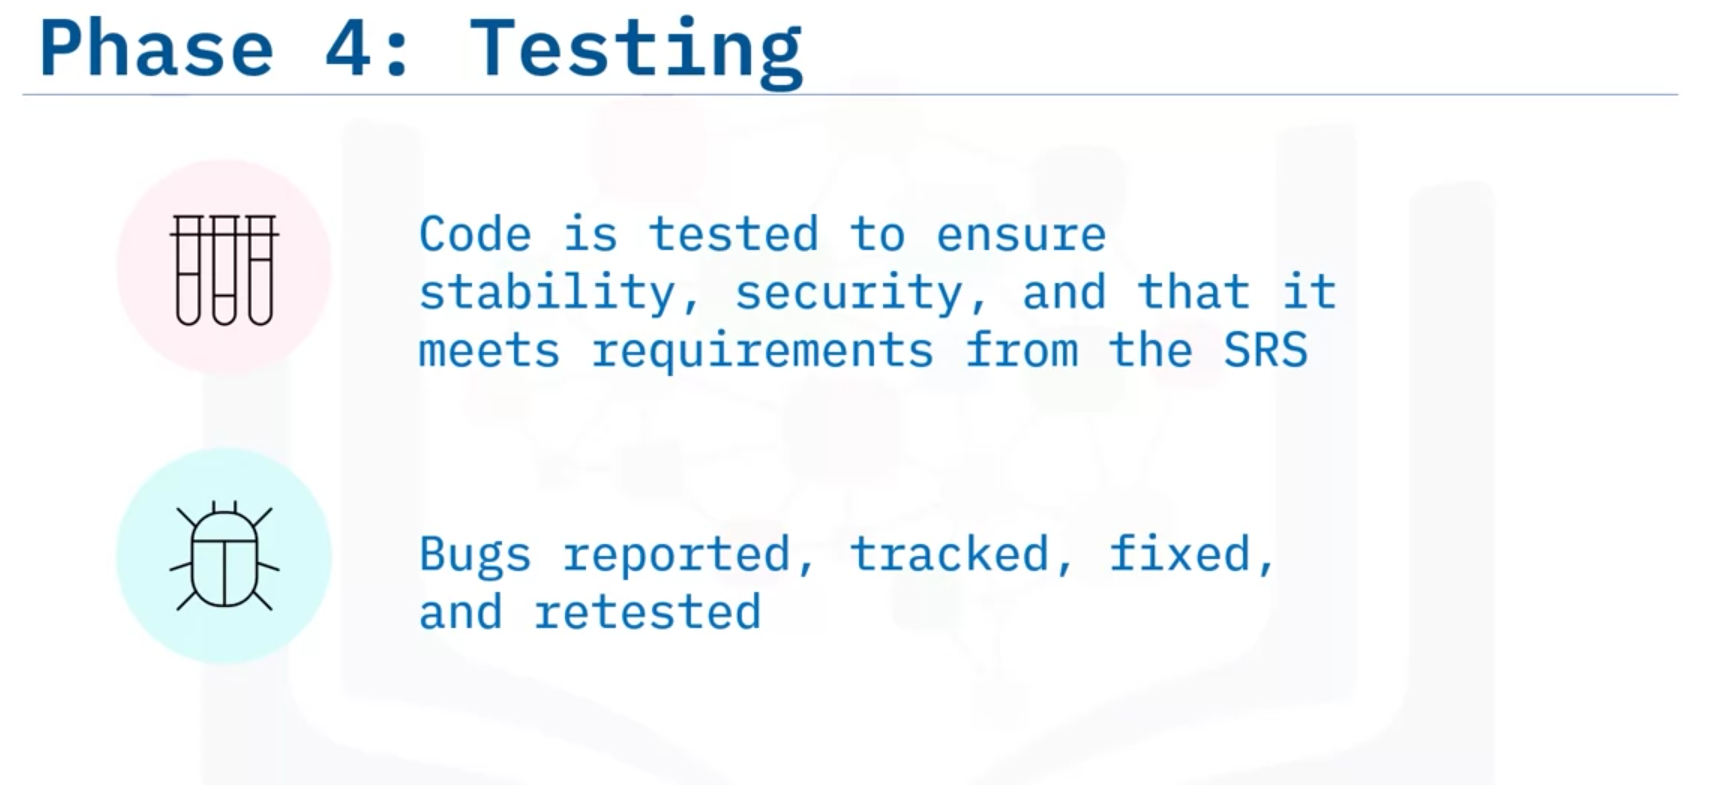 Phase 4: Testing
Code is tested to ensure
stability, security, and that it
meets requirements from the SRS
Bugs reported, tracked, fixed,
and retested